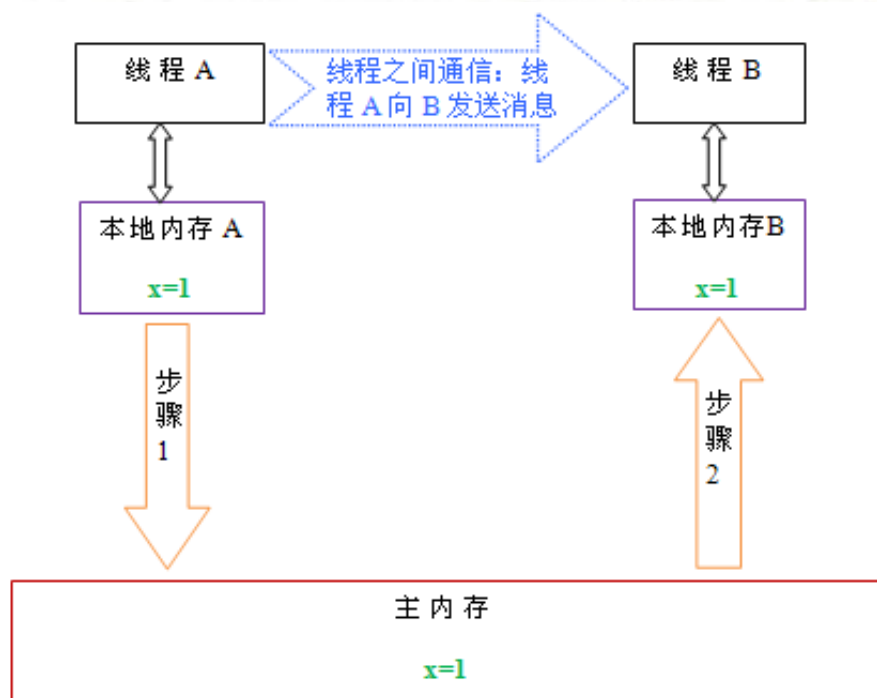 线程 A
线程之间通信：线
程 A 向 B 发送消息
线程 B
本地内存 A
x=1
本地内存B
x=1
步
骤
1
步
骤
2
主内存
x=1